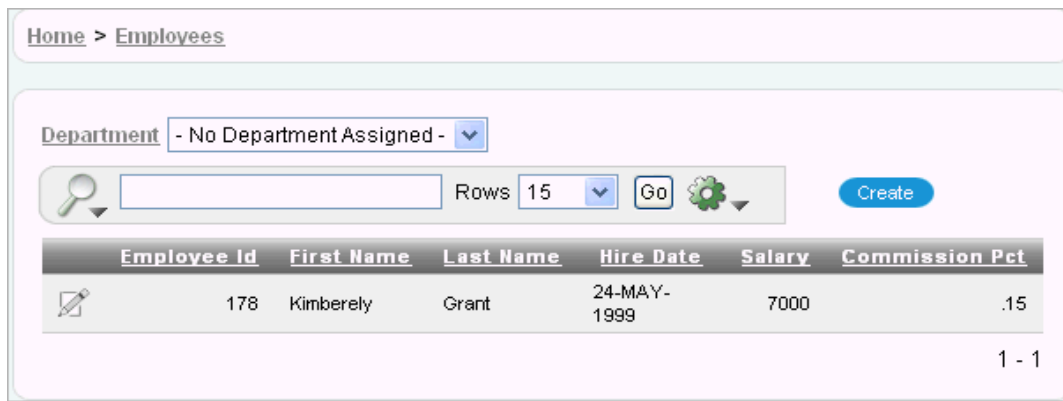 Home > Employees
Department - No Department Assigned -
Rows 15 Go Create
Employee Id First Name Last Name Hire Date Salary Commission Pct
178 Kimberely Grant 24-MAY-1999 7000 .15
1 - 1